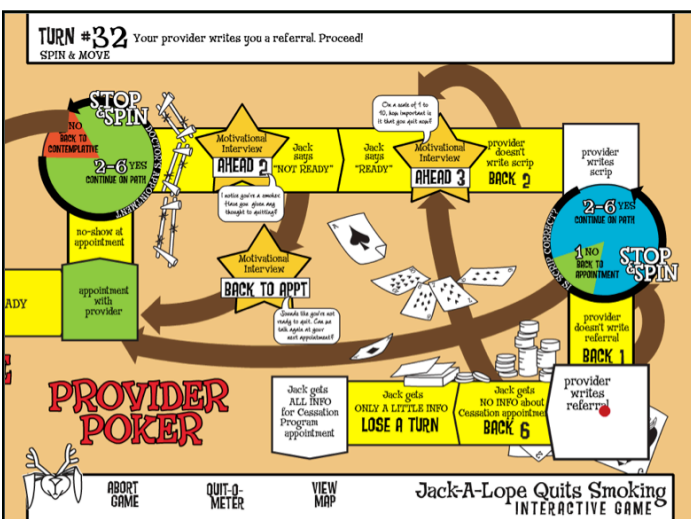 TURN #32 Your provider writes you a referral. Proceed!
SPIN & MOVE
STOP
&SPIN
NO
BACK TO
CONTEMPLATIVE
2-6 YES
CONTINUE ON PATH
DOCTORS APPOINTMENT
Motivational
Interview
AHEAD 2
I notice you're a smoker.
Have you given any
thought to quitting?
Jack
says
"NOT READY"
Jack
says
"READY"
On a scale of 1 to
10, how important is
it that you quit now?
Motivational
Interview
AHEAD 3
provider
doesn't
write scrip
BACK 2
provider
writes
scrip
2-6 YES
CONTINUE ON PATH
1 NO
BACK TO
APPOINTMENT
IS SCRIP CORRECT?
STOP
&SPIN
no-show at
appointment
appointment
with
provider
ADY
Motivational
Interview
BACK TO APPT
Sounds like you're not
ready to quit. Can we
talk again at your
next appointment?
provider
doesn't write
referral
BACK 1
provider
writes
referral
Jack gets
NO INFO about
Cessation appointmen
BACK 6
Jack gets
ONLY A LITTLE INFO
LOSE A TURN
Jack gets
ALL INFO
for Cessation
Program
appointment
E
PROVIDER
POKER
ABORT
GAME
QUIT-O-
METER
VIEW
MAP
Jack-A-Lope Quits Smoking
INTERACTIVE GAME